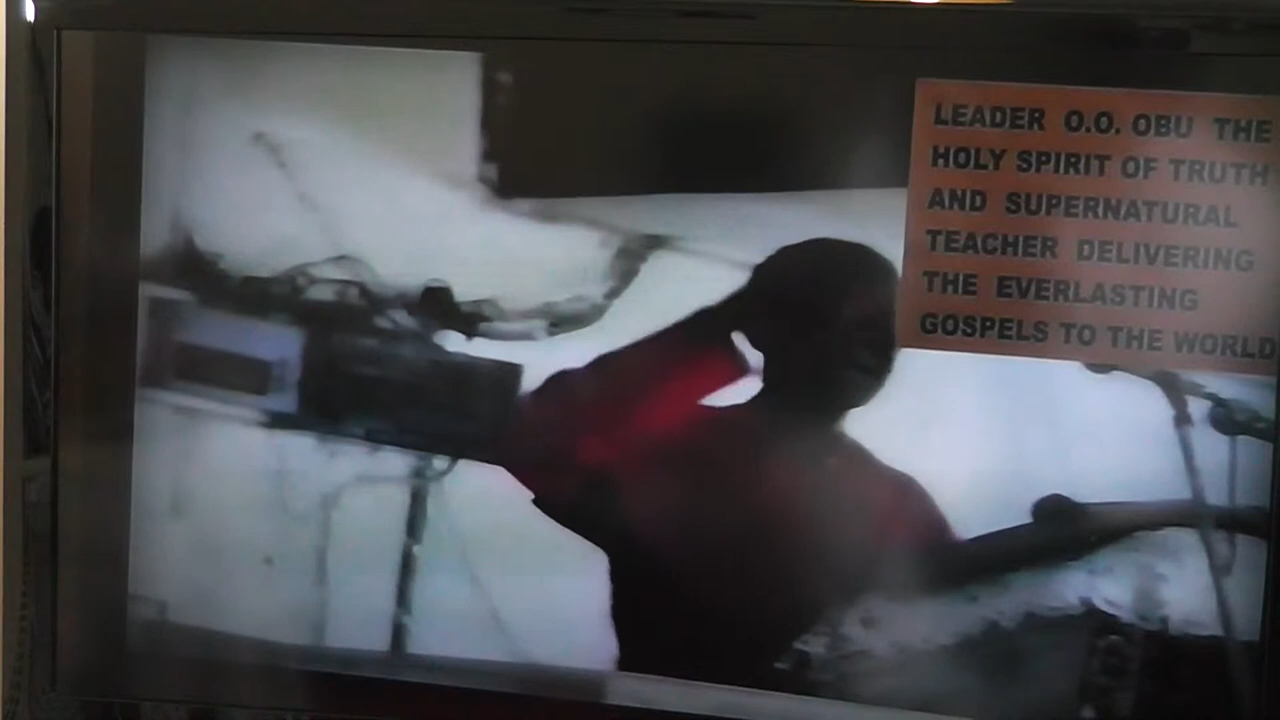 LEADER O.O. OBU THE
HOLY SPIRIT OF TRUTH
AND SUPERNATURAL
TEACHER DELIVERING
THE EVERLASTING
GOSPELS TO THE WORLD